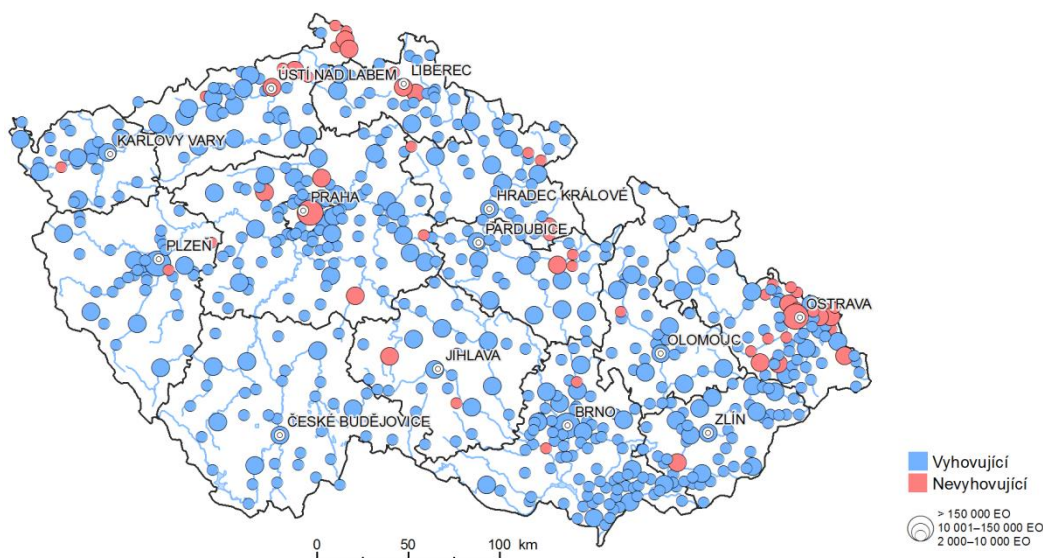 ÚSTÍ NAD LABEM
LIBEREC
KARLOVY VARY
HRADEC KRÁLOVÉ
PRAHA
PARDUBICE
PLZEŇ
OSTRAVA
OLOMOUC
JIHLAVA
BRNO
ZLÍN
ČESKÉ BUDĚJOVICE
Vyhovující
Nevyhovující
> 150 000 EO
10 001–150 000 EO
2 000–10 000 EO
0 50 100 km